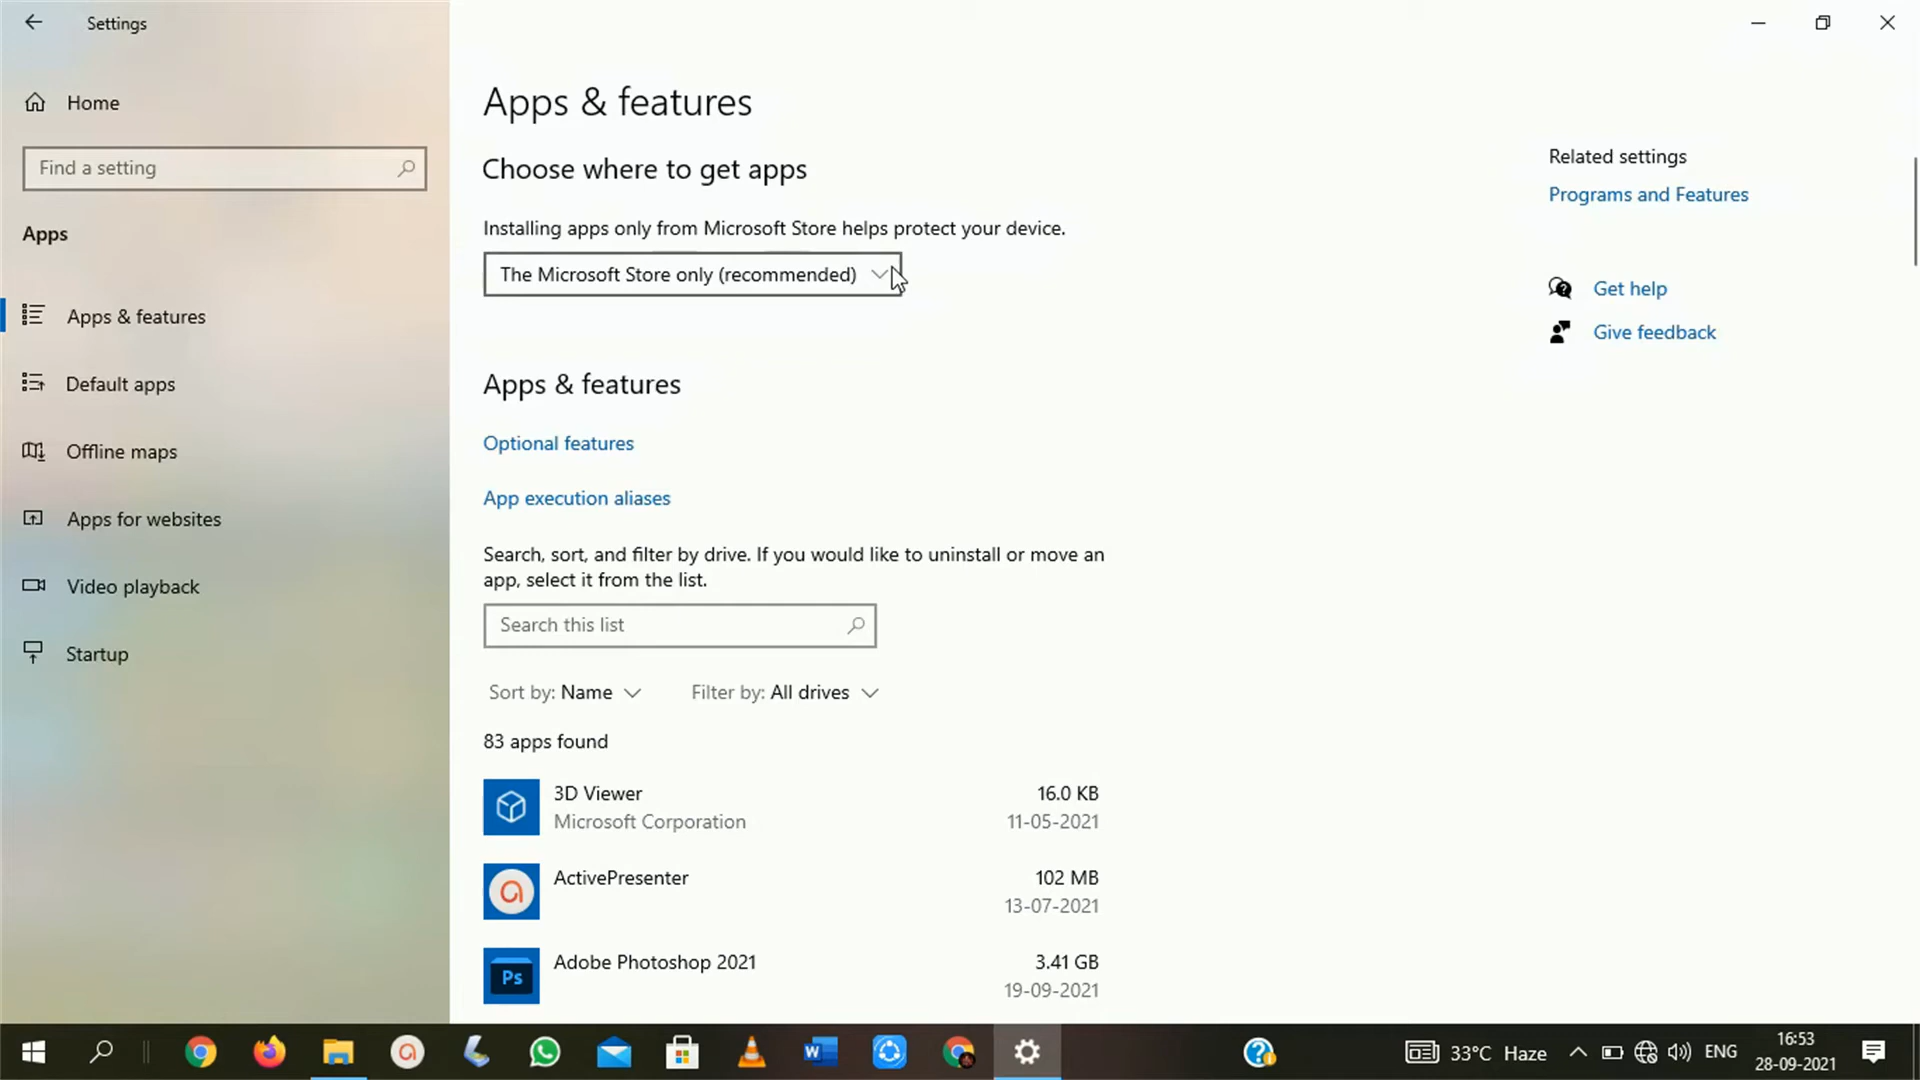 Settings
Home
Find a setting
Apps
Apps & features
Default apps
Offline maps
Apps for websites
Video playback
Startup
Apps & features
Choose where to get apps
Installing apps only from Microsoft Store helps protect your device.
The Microsoft Store only (recommended)
Apps & features
Optional features
App execution aliases
Search, sort, and filter by drive. If you would like to uninstall or move an
app, select it from the list.
Search this list
Sort by: Name
Filter by: All drives
83 apps found
3D Viewer
16.0 KB
Microsoft Corporation
11-05-2021
ActivePresenter
102 MB
13-07-2021
Ps
Adobe Photoshop 2021
3.41 GB
19-09-2021
Related settings
Programs and Features
Get help
Give feedback
33°C Haze
ENG
16:53
28-09-2021